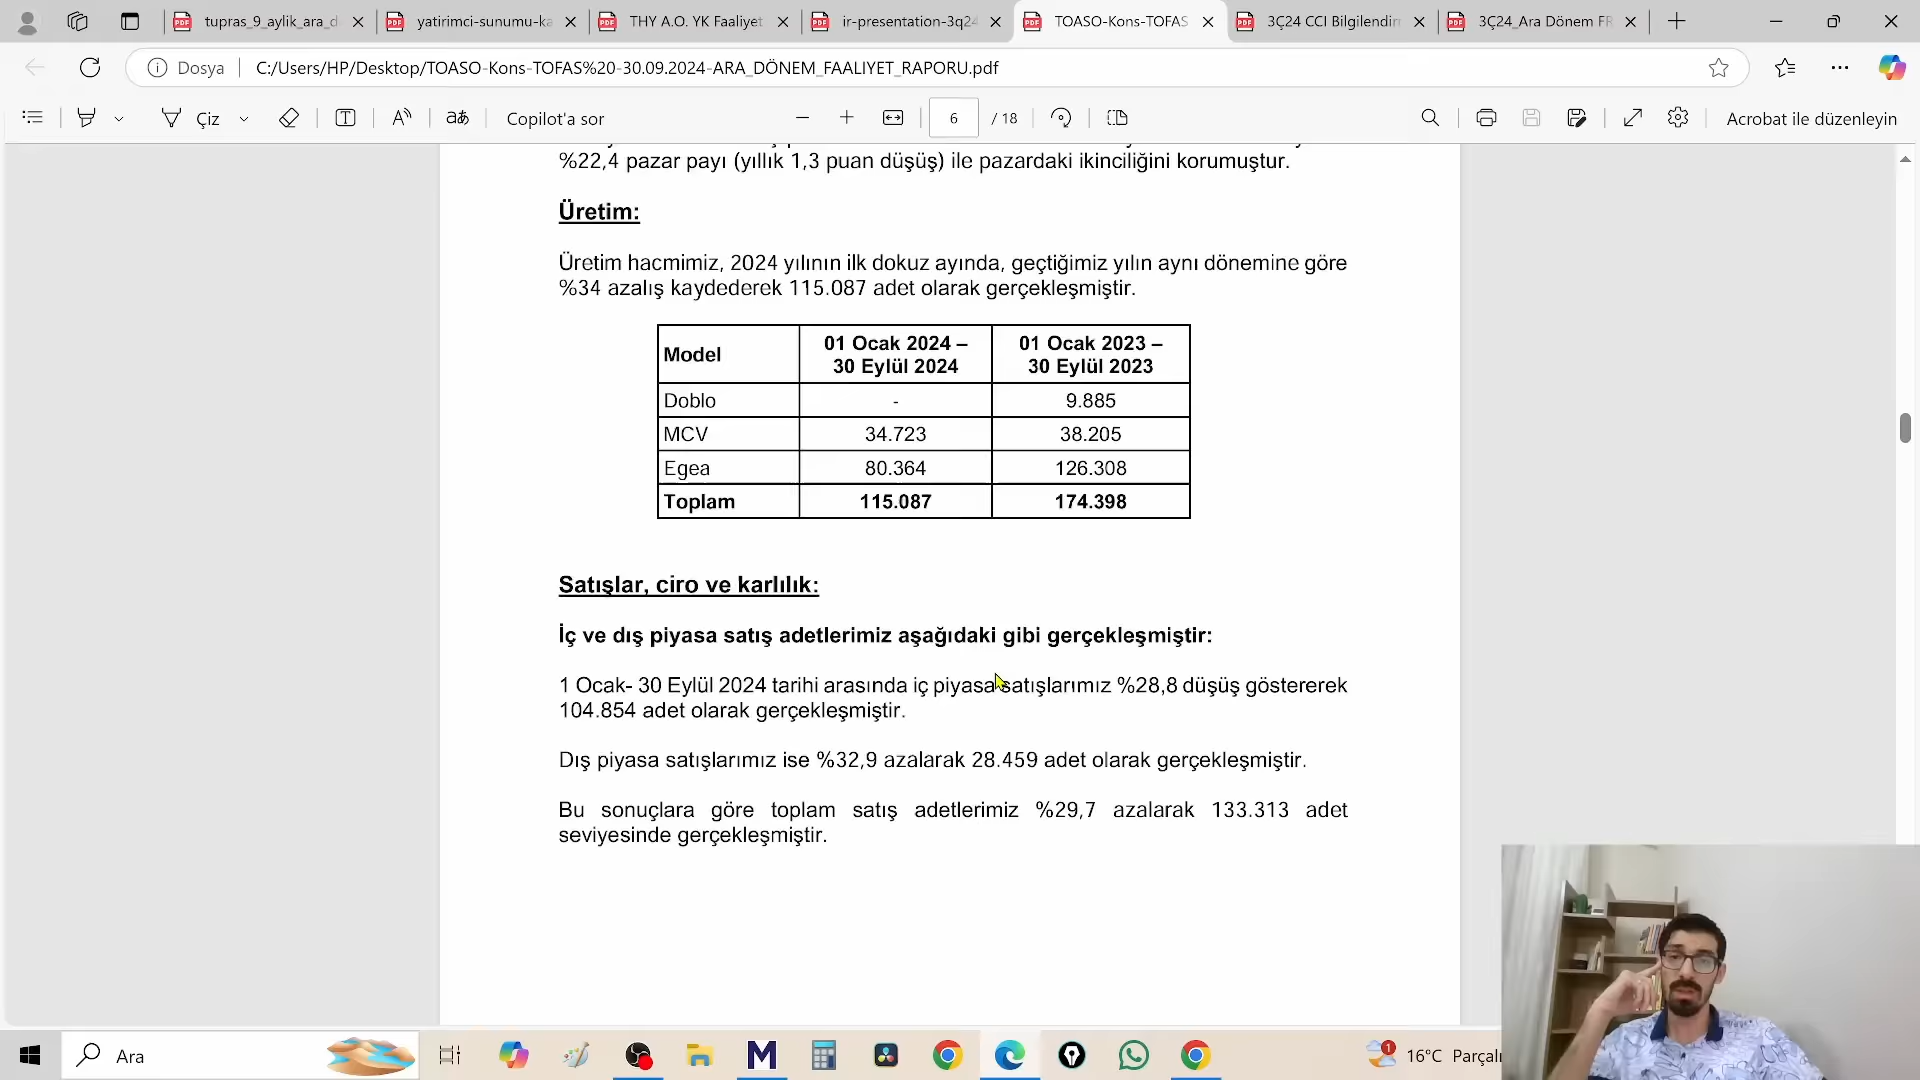 tupras_9_aylik_ara_d
yatirimci-sunumu-ka
THY A.O. YK Faaliyet
ir-presentation-3q24
TOASO-Kons-TOFAS
3Ç24 CCI Bilgilendirn
3Ç24_Ara Dönem FR
Dosya
C:/Users/HP/Desktop/TOASO-Kons-TOFAS%20-30.09.2024-ARA_DÖNEM_FAALIYET_RAPORU.pdf
Çiz
Copilot'a sor
6 / 18
Acrobat ile düzenleyin
%22,4 pazar payı (yıllık 1,3 puan düşüş) ile pazardaki ikinciliğini korumuştur.
Üretim:
Üretim hacmimiz, 2024 yılının ilk dokuz ayında, geçtiğimiz yılın aynı dönemine göre
%34 azalış kaydederek 115.087 adet olarak gerçekleşmiştir.
Model
01 Ocak 2024 –
30 Eylül 2024
01 Ocak 2023 –
30 Eylül 2023
Doblo - 9.885
MCV 34.723 38.205
Egea 80.364 126.308
Toplam 115.087 174.398
Satışlar, ciro ve karlılık:
İç ve dış piyasa satış adetlerimiz aşağıdaki gibi gerçekleşmiştir:
1 Ocak- 30 Eylül 2024 tarihi arasında iç piyasa satışlarımız %28,8 düşüş göstererek
104.854 adet olarak gerçekleşmiştir.
Dış piyasa satışlarımız ise %32,9 azalarak 28.459 adet olarak gerçekleşmiştir.
Bu sonuçlara göre toplam satış adetlerimiz %29,7 azalarak 133.313 adet
seviyesinde gerçekleşmiştir.
Ara
1
16°C Parçalı